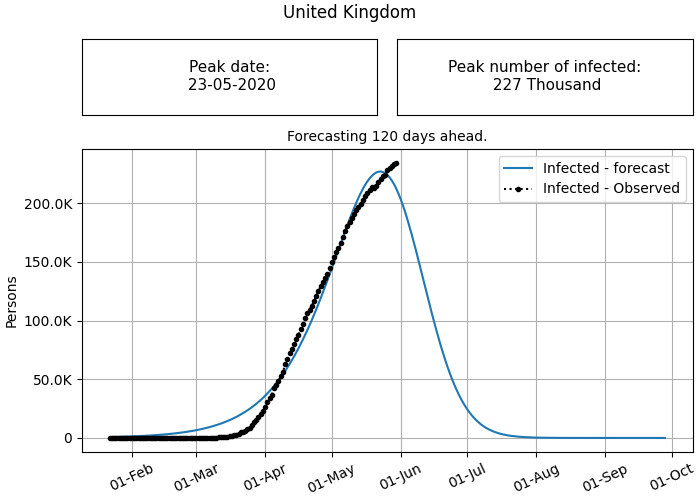 United Kingdom
Peak date:
23-05-2020
Peak number of infected:
227 Thousand
Forecasting 120 days ahead.
Infected - forecast
Infected - Observed
Persons
200.0K
150.0K
100.0K
50.0K
0
01-Feb
01-Mar
01-Apr
01-May
01-Jun
01-Jul
01-Aug
01-Sep
01-Oct